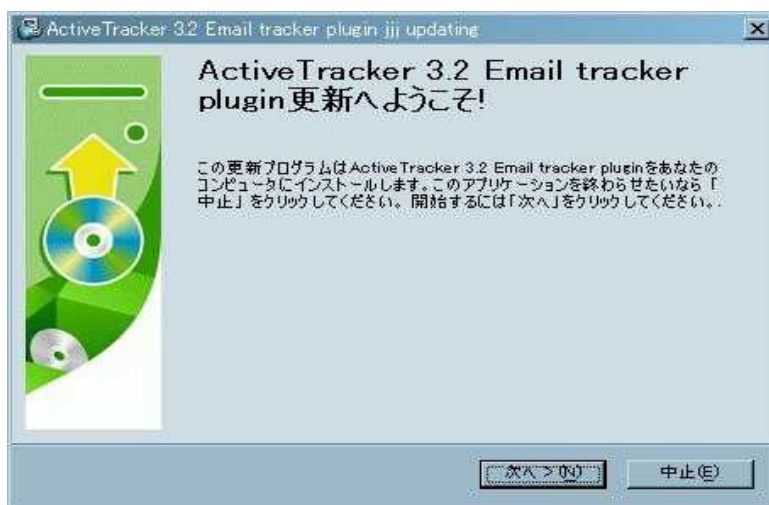 ActiveTracker 3.2 Email tracker plugin jjj updating
ActiveTracker 3.2 Email tracker
plugin更新へようこそ!
この更新プログラムはActiveTracker 3.2 Email tracker pluginをあなたの
コンピュータにインストールします。このアプリケーションを終わらせたいなら「
中止」をクリックしてください。開始するには「次へ」をクリックしてください。.
次へ > (N)
中止(E)